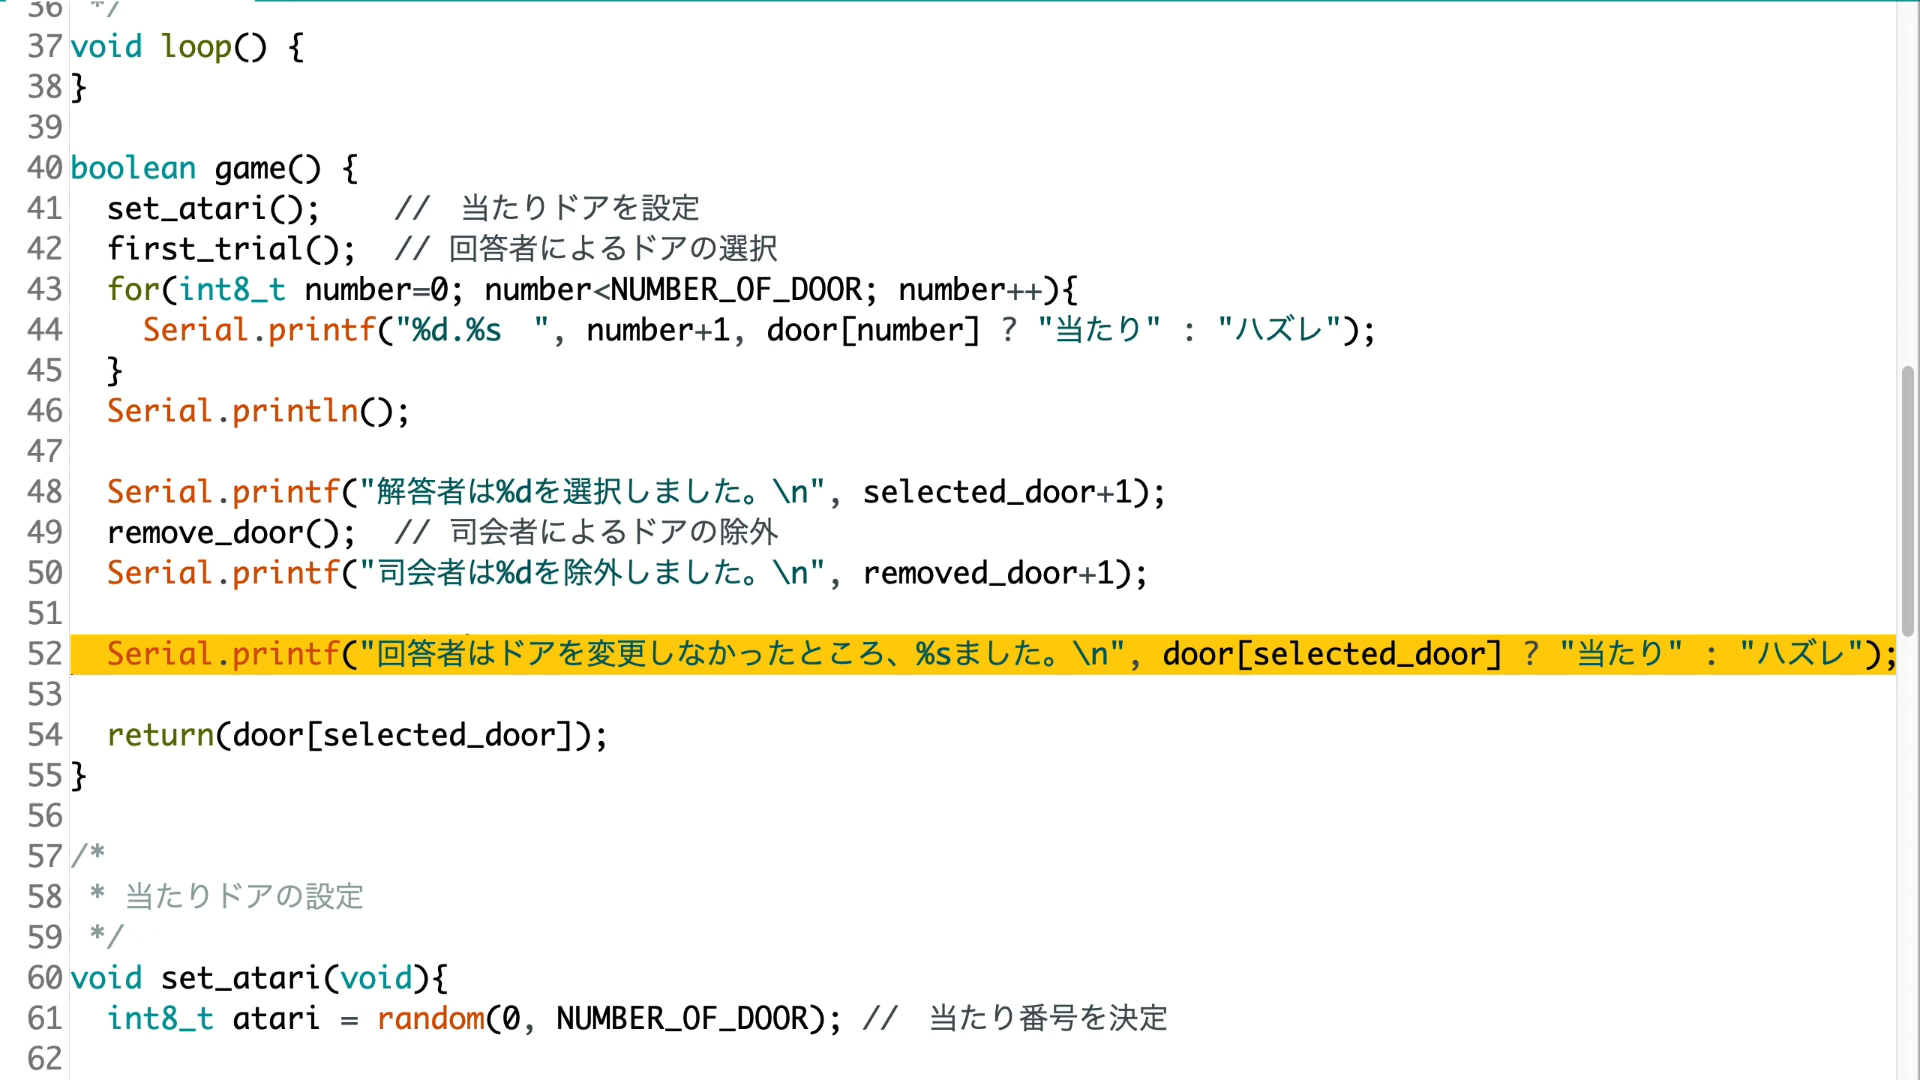 36 */
37 void loop() {
38 }
39
40 boolean game() {
41   set_atari();    //  当たりドアを設定
42   first_trial();  // 回答者によるドアの選択
43   for(int8_t number=0; number<NUMBER_OF_DOOR; number++){
44     Serial.printf("%d.%s  ", number+1, door[number] ? "当たり" : "ハズレ");
45   }
46   Serial.println();
47
48   Serial.printf("解答者は%dを選択しました。\n", selected_door+1);
49   remove_door();  // 司会者によるドアの除外
50   Serial.printf("司会者は%dを除外しました。\n", removed_door+1);
51
52   Serial.printf("回答者はドアを変更しなかったところ、%sました。\n", door[selected_door] ? "当たり" : "ハズレ");
53
54   return(door[selected_door]);
55 }
56
57 /*
58  * 当たりドアの設定
59  */
60 void set_atari(void){
61   int8_t atari = random(0, NUMBER_OF_DOOR); //  当たり番号を決定
62